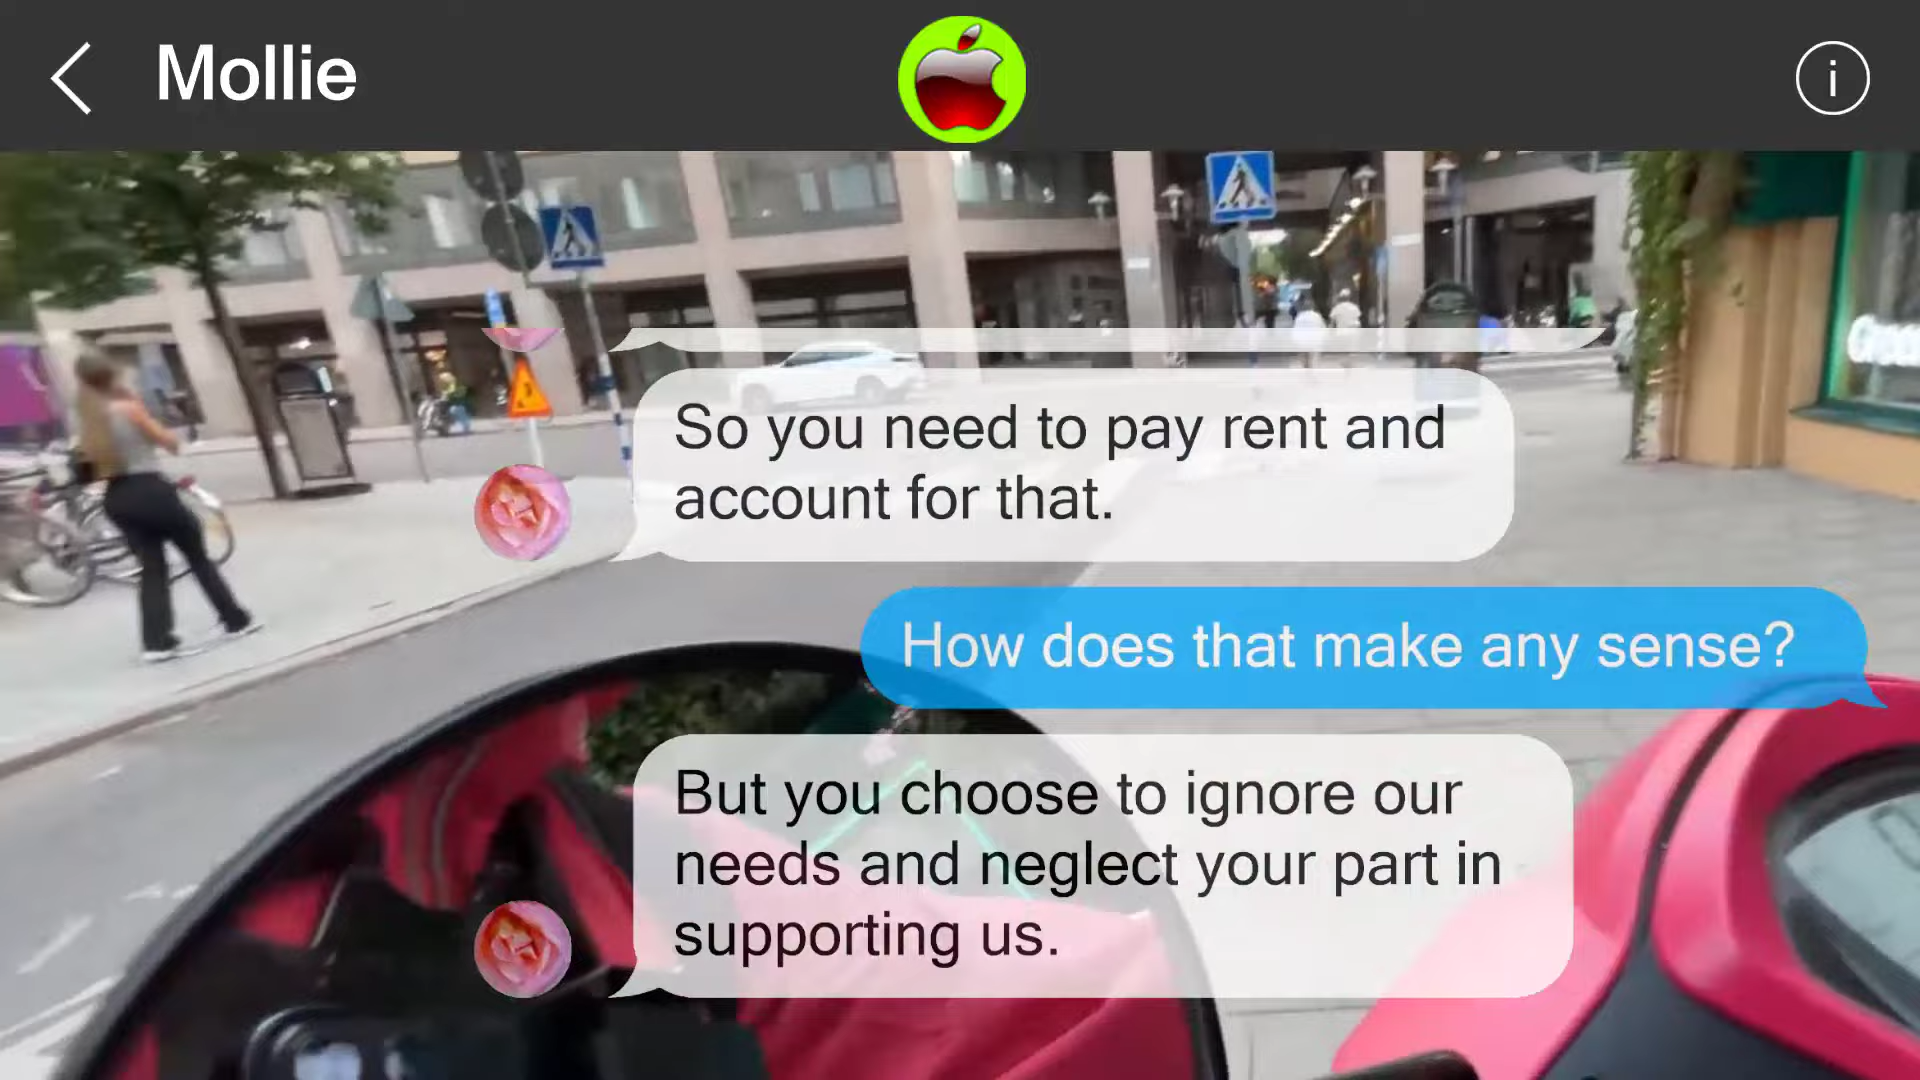 Mollie
So you need to pay rent and
account for that.
How does that make any sense?
But you choose to ignore our
needs and neglect your part in
supporting us.